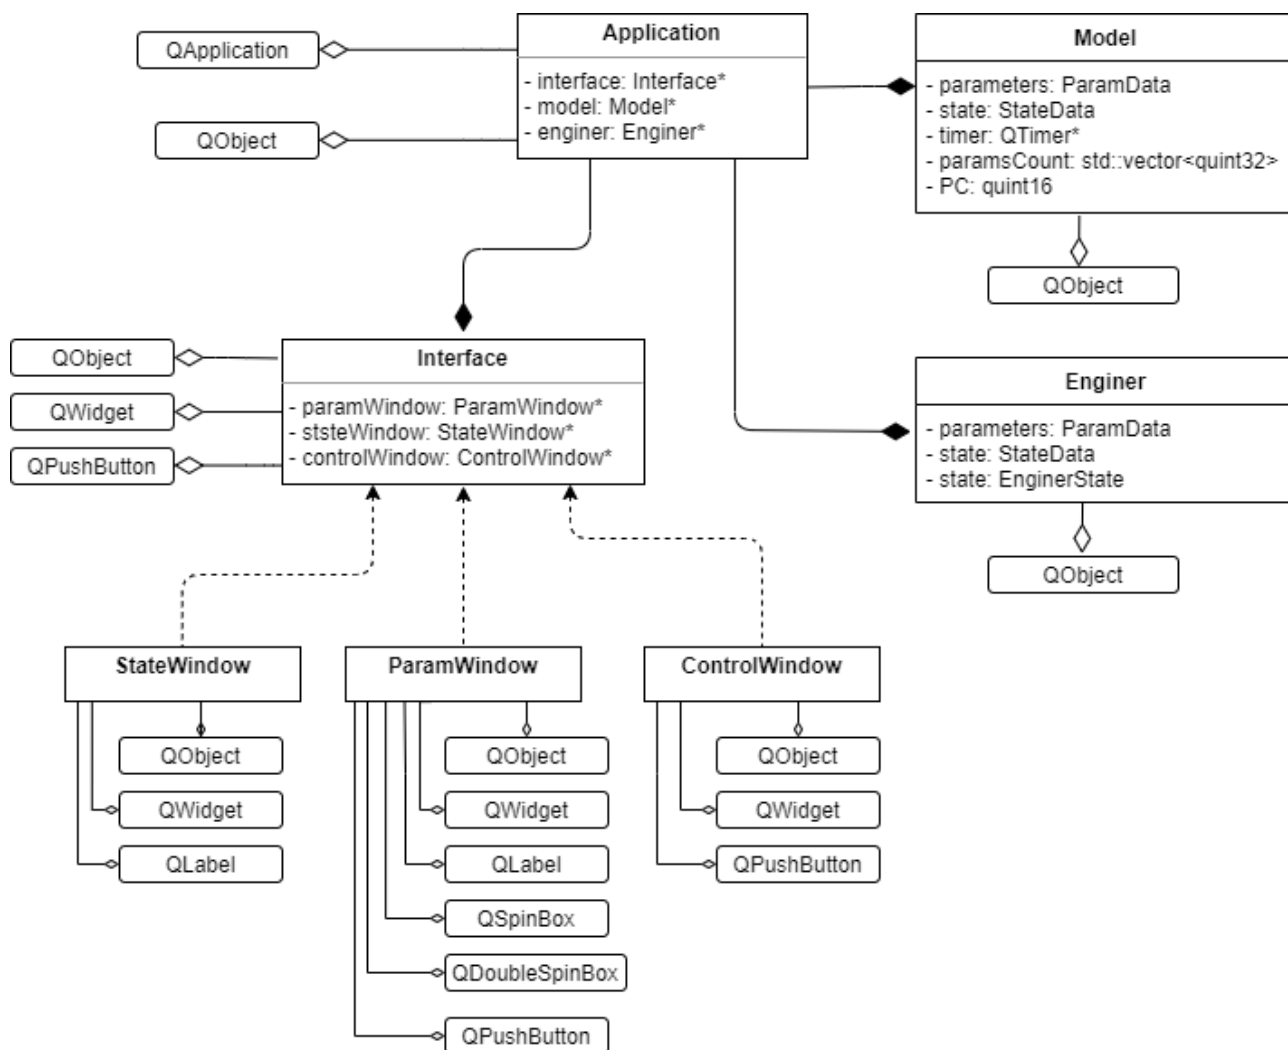 Application
- interface: Interface*
- model: Model*
- enginer: Enginer*
QApplication
QObject
Model
- parameters: ParamData
- state: StateData
- timer: QTimer*
- paramsCount: std::vector<quint32>
- PC: quint16
QObject
Interface
- paramWindow: ParamWindow*
- ststeWindow: StateWindow*
- controlWindow: ControlWindow*
QObject
QWidget
QPushButton
Enginer
- parameters: ParamData
- state: StateData
- state: EnginerState
QObject
StateWindow
QObject
QWidget
QLabel
ParamWindow
QObject
QWidget
QLabel
QSpinBox
QDoubleSpinBox
QPushButton
ControlWindow
QObject
QWidget
QPushButton